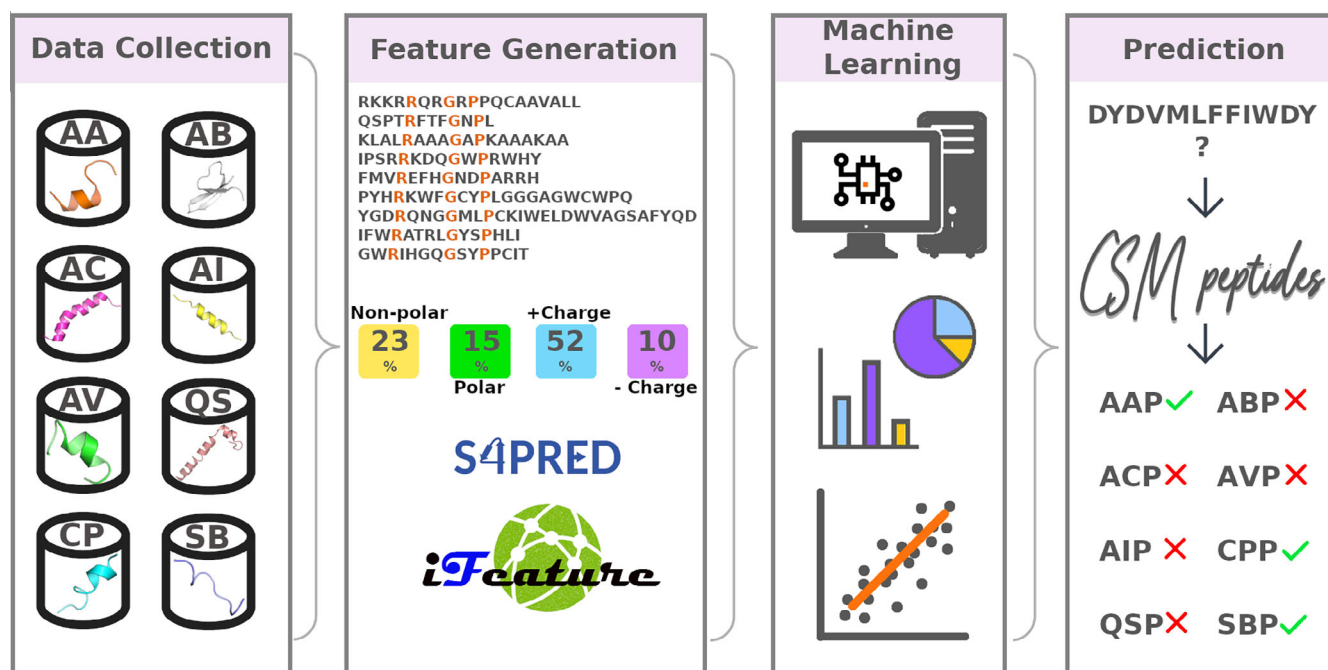 Data Collection
AA AB
AC AI
AV QS
CP SB
Feature Generation
RKKRRQRGRPPQCAAVALL
QSPTRFTFGNPL
KLALRAAAGAPKAAAKAA
IPSRRKDQGWPRWHY
FMVREFHGNDPARRH
PYHRKWFGCYPLGGGAGWCWPQ
YGDRQNGGMLPCKIWELDWVAGSAFYQD
IFWRATRLGYSPHLI
GWRIHGQGSYPPCIT
Non-polar +Charge
23 15 52 10
% % % %
Polar - Charge
S4PRED
iFeature
Machine
Learning
Prediction
DYDVMLFFIWDY
?
CSM peptides
AAP ABP
ACP AVP
AIP CPP
QSP SBP